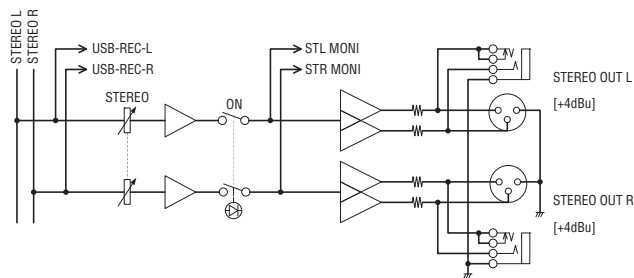 STEREO L
STEREO R
USB-REC-L
USB-REC-R
STEREO
ON
STL MONI
STR MONI
STEREO OUT L
[+4dBu]
STEREO OUT R
[+4dBu]